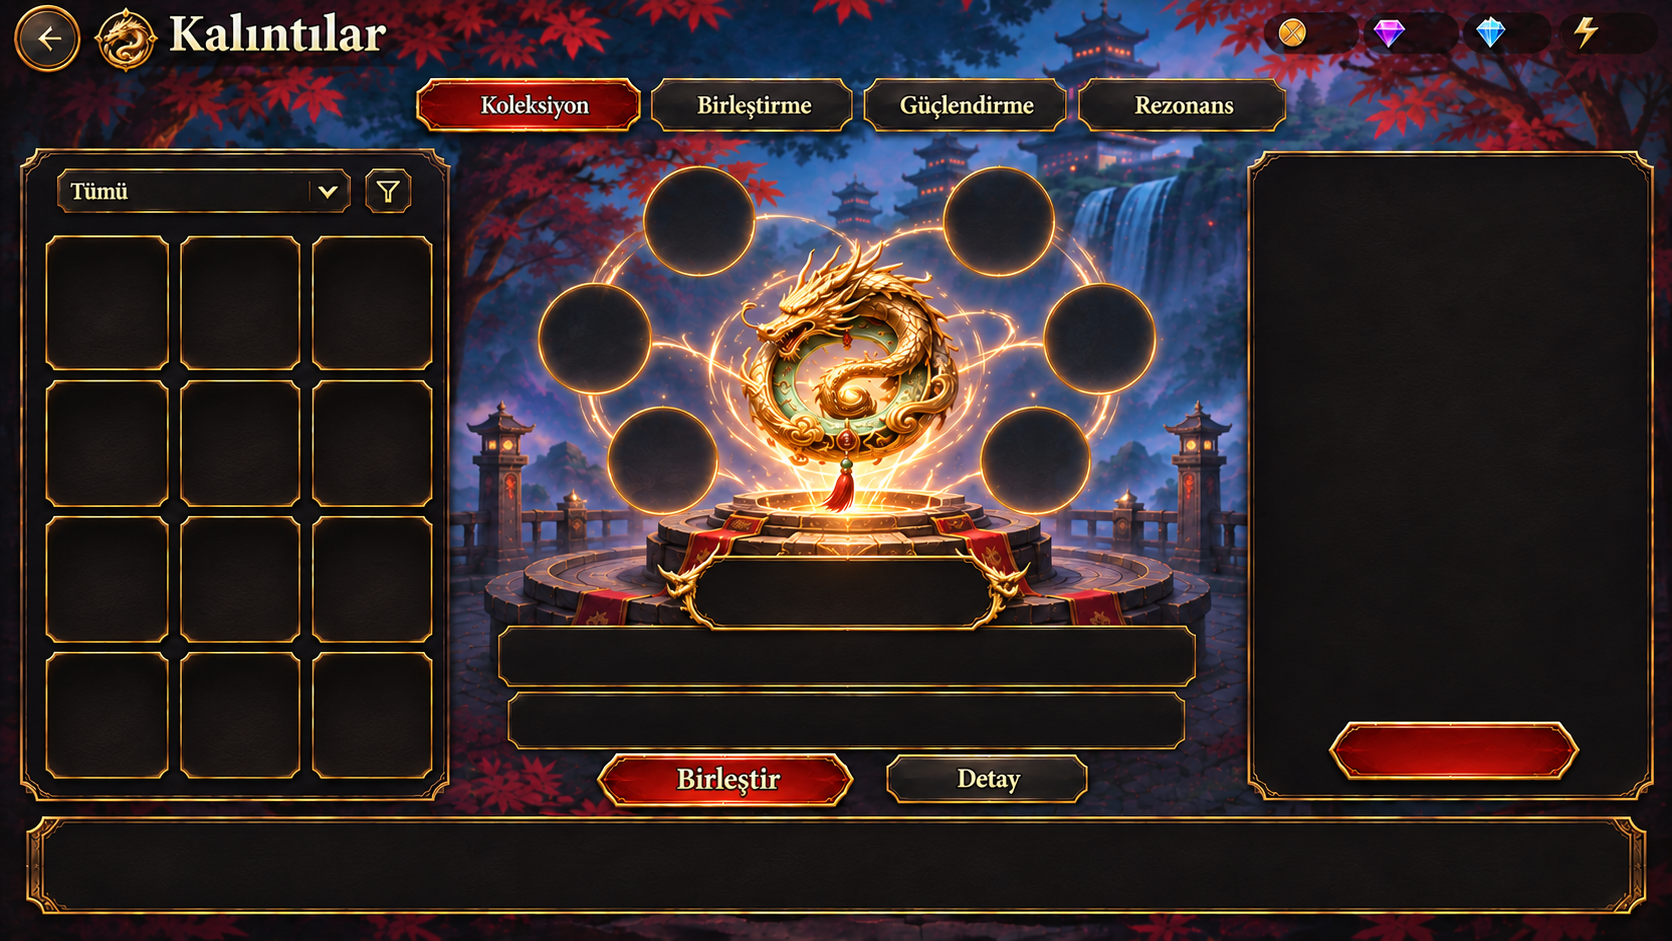 Kalıntılar
Koleksiyon
Birleştirme
Güçlendirme
Rezonans
Tümü
Birleştir
Detay